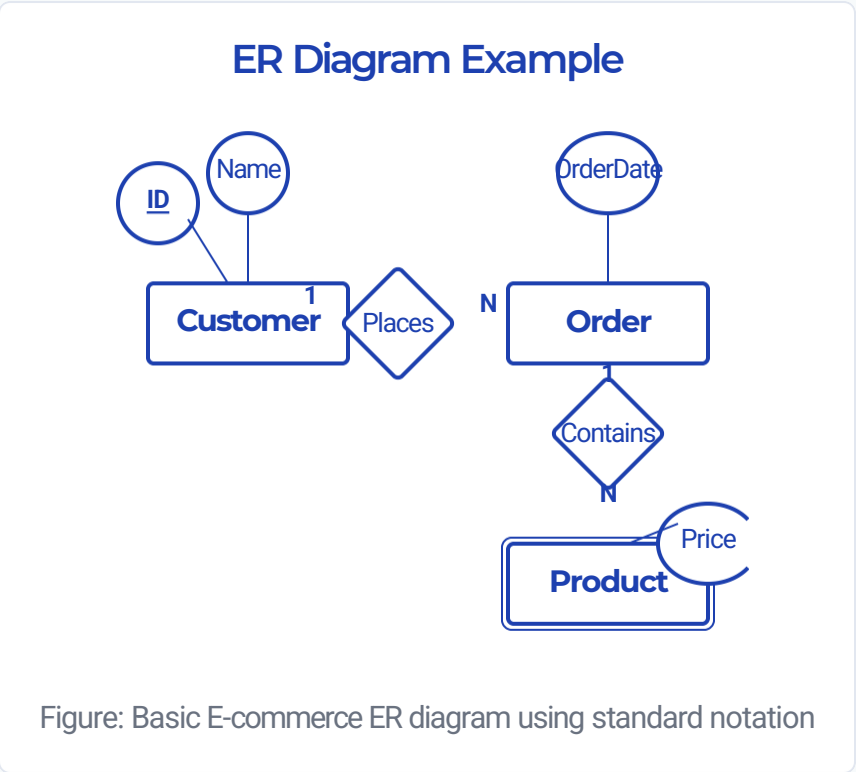 ER Diagram Example
Name
OrderDate
ID
1
N
Customer
Places
Order
1
Contains
N
Price
Product
Figure: Basic E-commerce ER diagram using standard notation